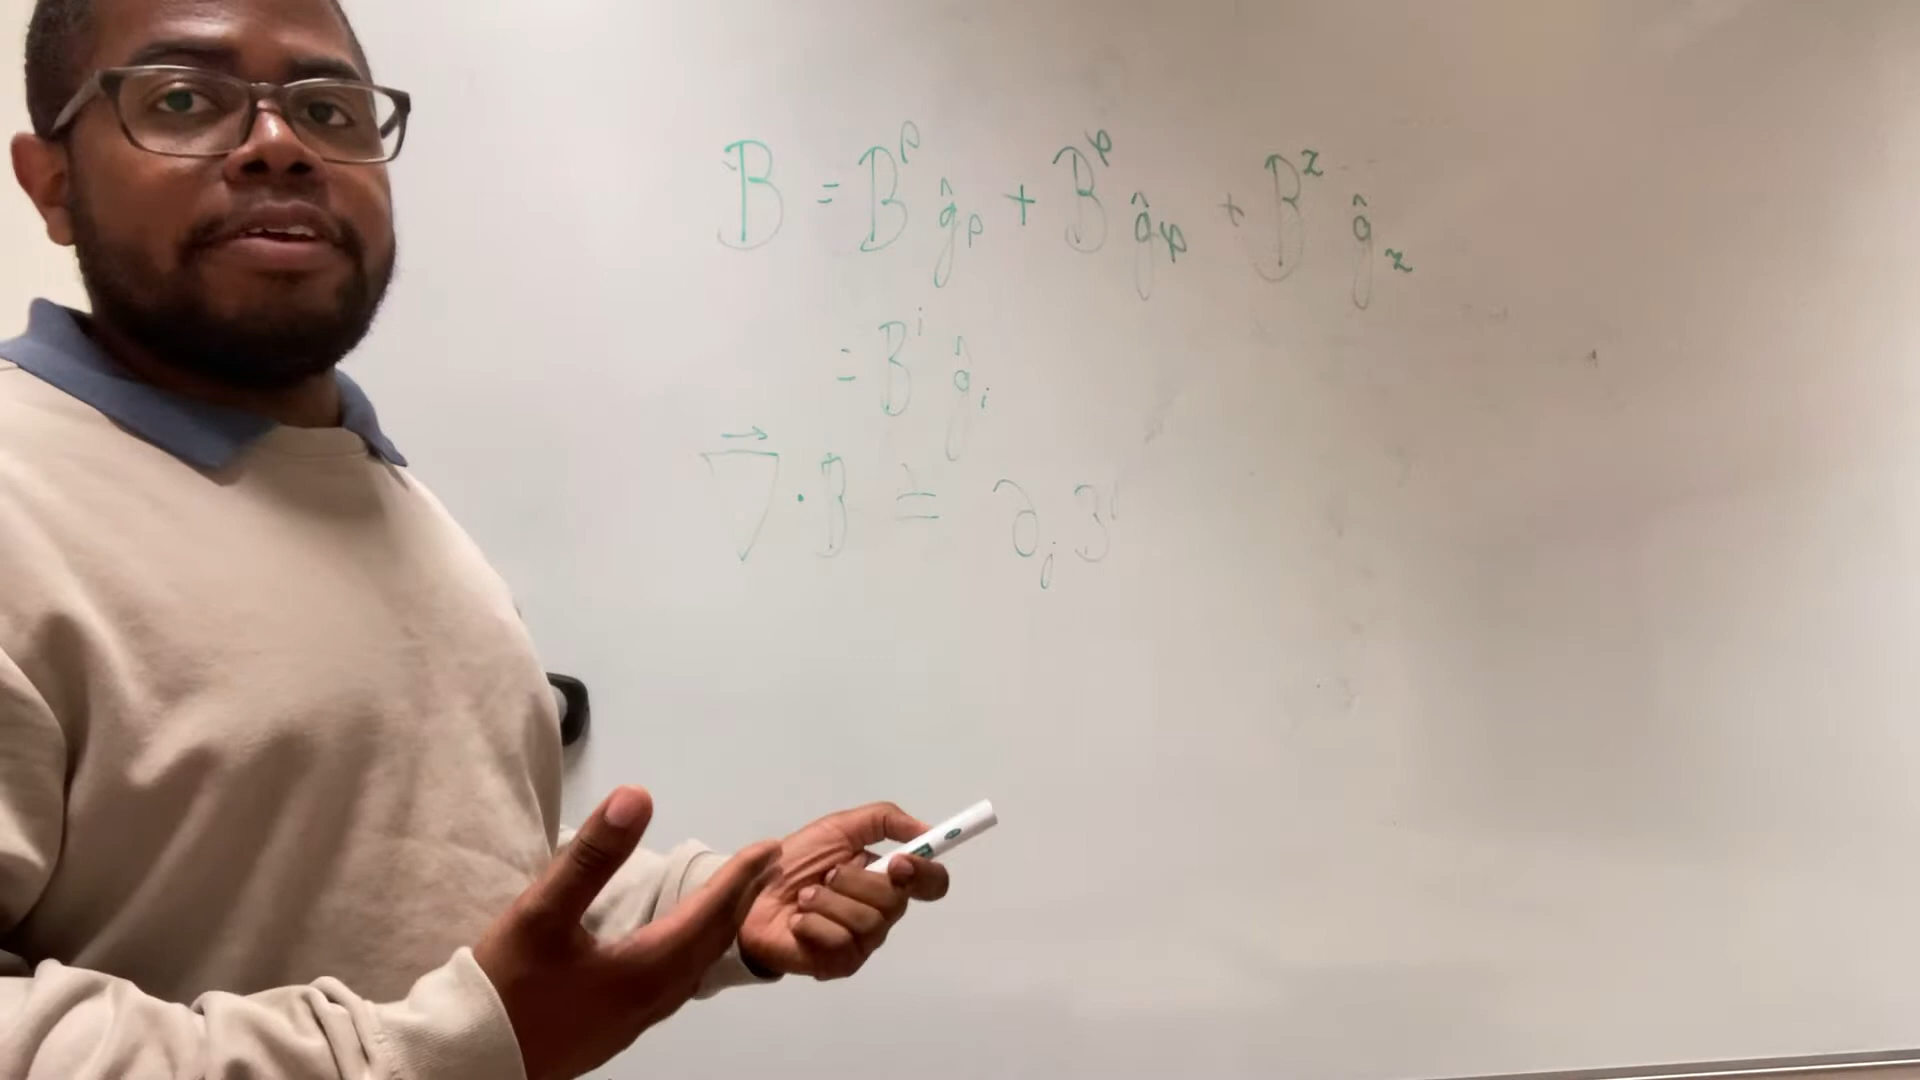 B = B^ρ ĝ_ρ + B^φ ĝ_φ + B^z ĝ_z
= B^i ĝ_i
∇⃗ · B ≐ ∂_i B^i